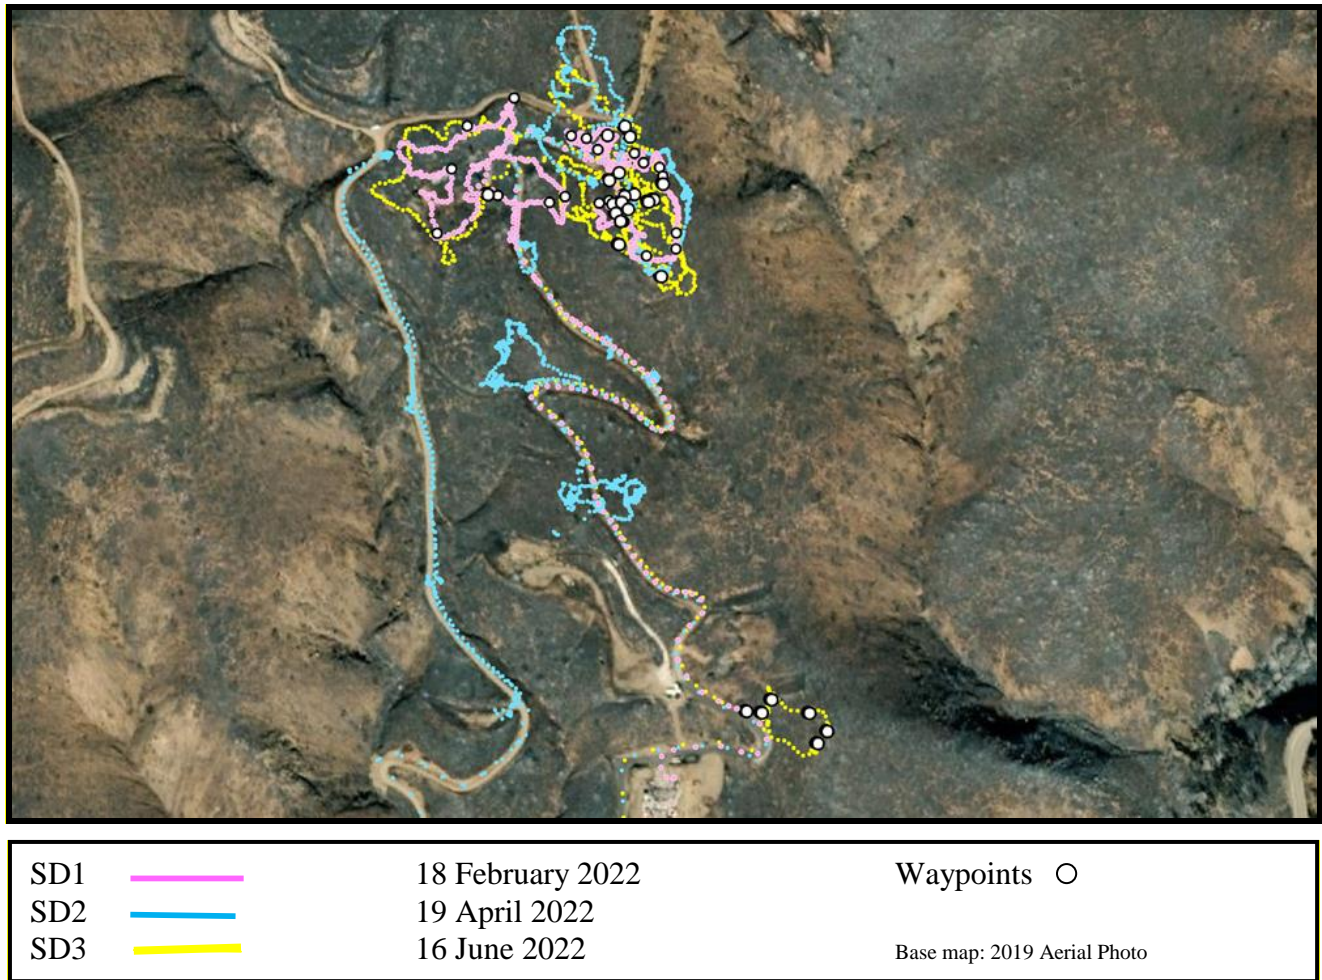 SD1 18 February 2022 Waypoints
SD2 19 April 2022
SD3 16 June 2022 Base map: 2019 Aerial Photo